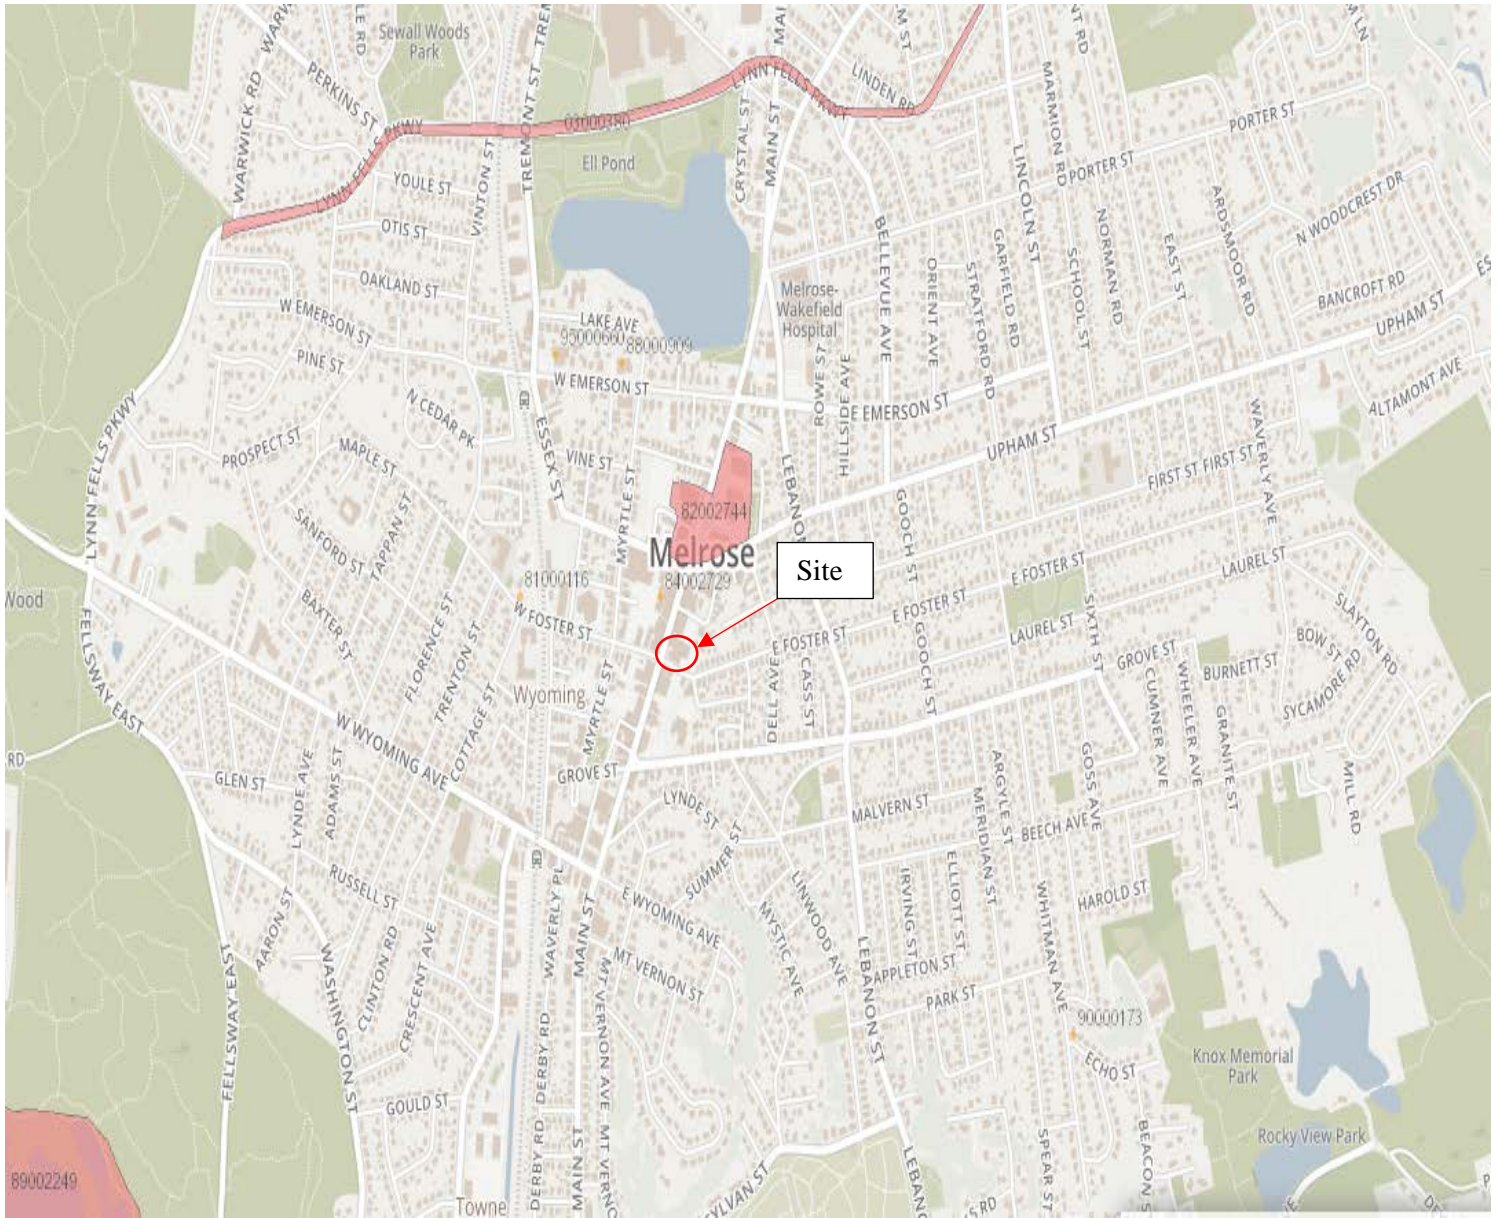 Sewall Woods
Park
LE RD
WARWICK RD
PERKINS ST
TREMONT ST
LYNN FELLS PKWY
LINDEN RD
MARMION RD
PORTER ST
03000380
Ell Pond
CRYSTAL ST
MAIN ST
LINCOLN ST
PORTER ST
YOULE ST
VINTON ST
LYNN FELLS PKWY
OTIS ST
BELLEVUE AVE
NORMAN RD
ARDSMOOR RD
N WOODCREST DR
GARFIELD RD
SCHOOL ST
EAST ST
ORIENT AVE
STRATFORD RD
OAKLAND ST
Melrose-
Wakefield
Hospital
BANCROFT RD
W EMERSON ST
LAKE AVE
UPHAM ST
95000660
88000909
PINE ST
W EMERSON ST
ROWE ST
HILLSIDE AVE
E EMERSON ST
ALTAMONT AVE
N CEDAR PK
WAVERLY AVE
LYNN FELLS PKWY
PROSPECT ST
MAPLE ST
ESSEX ST
VINE ST
UPHAM ST
FIRST ST
FIRST ST
MYRTLE ST
LEBANON
GOOCH ST
82002744
SANFORD ST
TAPPAN ST
Melrose
Site
81000116
84002729
E FOSTER ST
LAUREL ST
Wood
BAXTER ST
FLORENCE ST
W FOSTER ST
E FOSTER ST
SLAYTON RD
FELLSWAY EAST
TRENTON ST
E FOSTER ST
GOOCH ST
LAUREL ST
SIXTH ST
GROVE ST
BOW ST
BURNETT ST
Wyoming
COTTAGE ST
MYRTLE ST
DELL AVE
CASS ST
CUMNER AVE
WHEELER AVE
SYCAMORE RD
W WYOMING AVE
GRANITE ST
RD
GLEN ST
LYNDE AVE
ADAMS ST
GROVE ST
ARGYLE ST
GOSS AVE
MILL RD
LYNDE ST
MALVERN ST
MERIDIAN ST
BEECH AVE
SUMMER ST
RUSSELL ST
WAVERLY PL
E WYOMING AVE
LINWOOD AVE
IRVING ST
ELLIOTT ST
WHITMAN AVE
HAROLD ST
AARON ST
MAIN ST
MYSTIC AVE
CLINTON RD
CRESCENT AVE
MT VERNON ST
APPLETON ST
FELLSWAY EAST
WASHINGTON ST
DERBY RD
MT VERNON AVE
LEBANON ST
PARK ST
90000173
Knox Memorial
Park
ECHO ST
GOULD ST
DERBY RD
MAIN ST
MT VERNO
SPEAR ST
BEACON S
Rocky View Park
89002249
Towne
SYLVAN ST
LEBANO
S RD